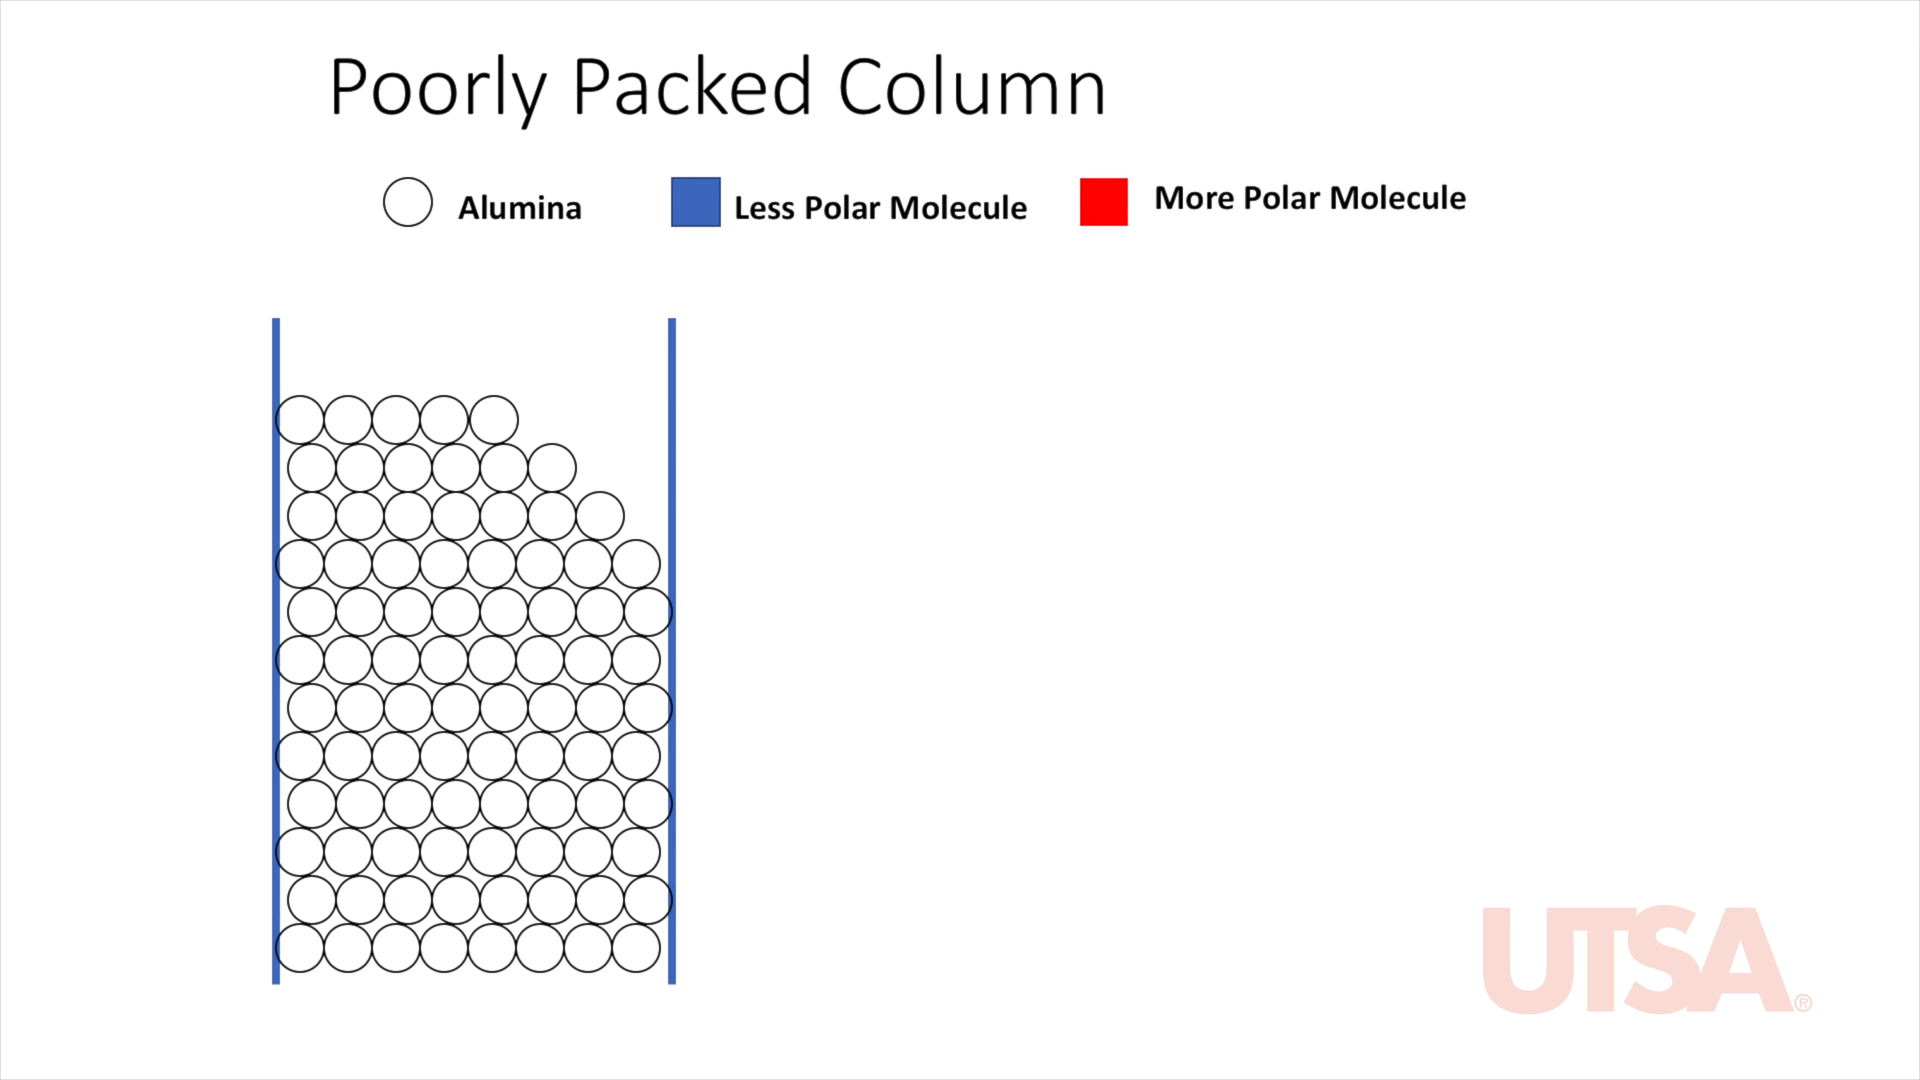 Poorly Packed Column
Alumina
Less Polar Molecule
More Polar Molecule
UTSA®